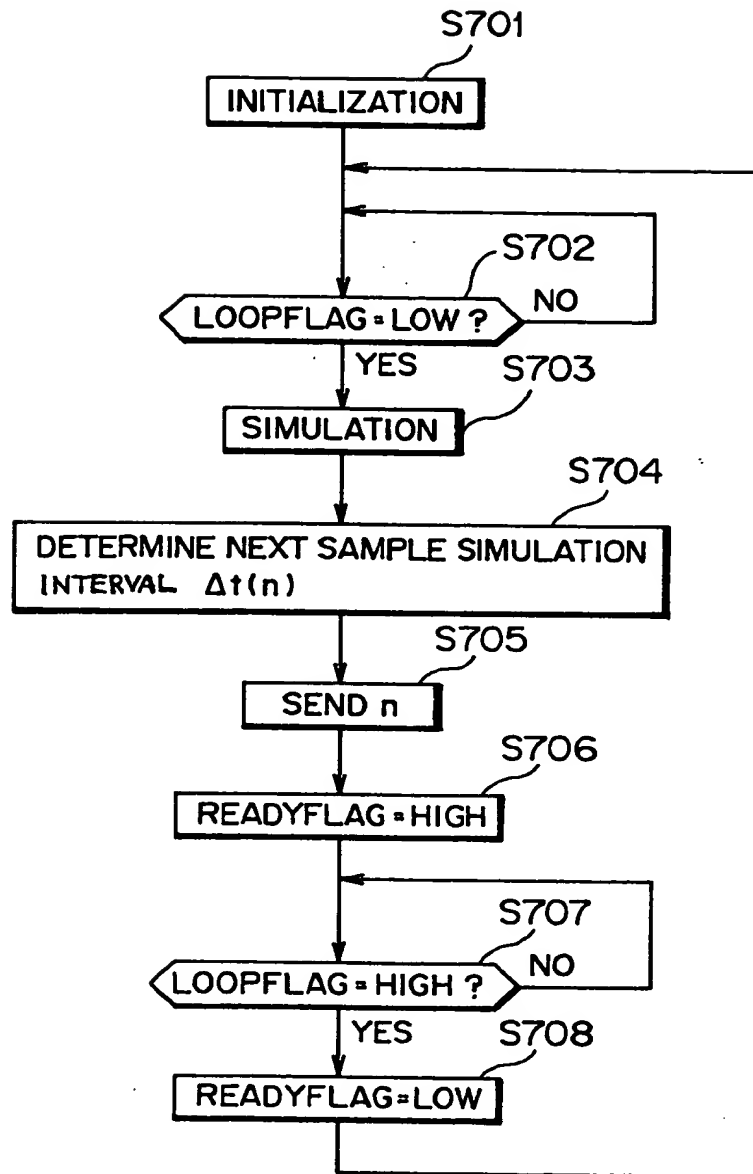 S701
INITIALIZATION
S702
LOOPFLAG = LOW ?
NO
YES
S703
SIMULATION
S704
DETERMINE NEXT SAMPLE SIMULATION
INTERVAL Δt(n)
S705
SEND n
S706
READYFLAG = HIGH
S707
LOOPFLAG = HIGH ?
NO
YES
S708
READYFLAG = LOW